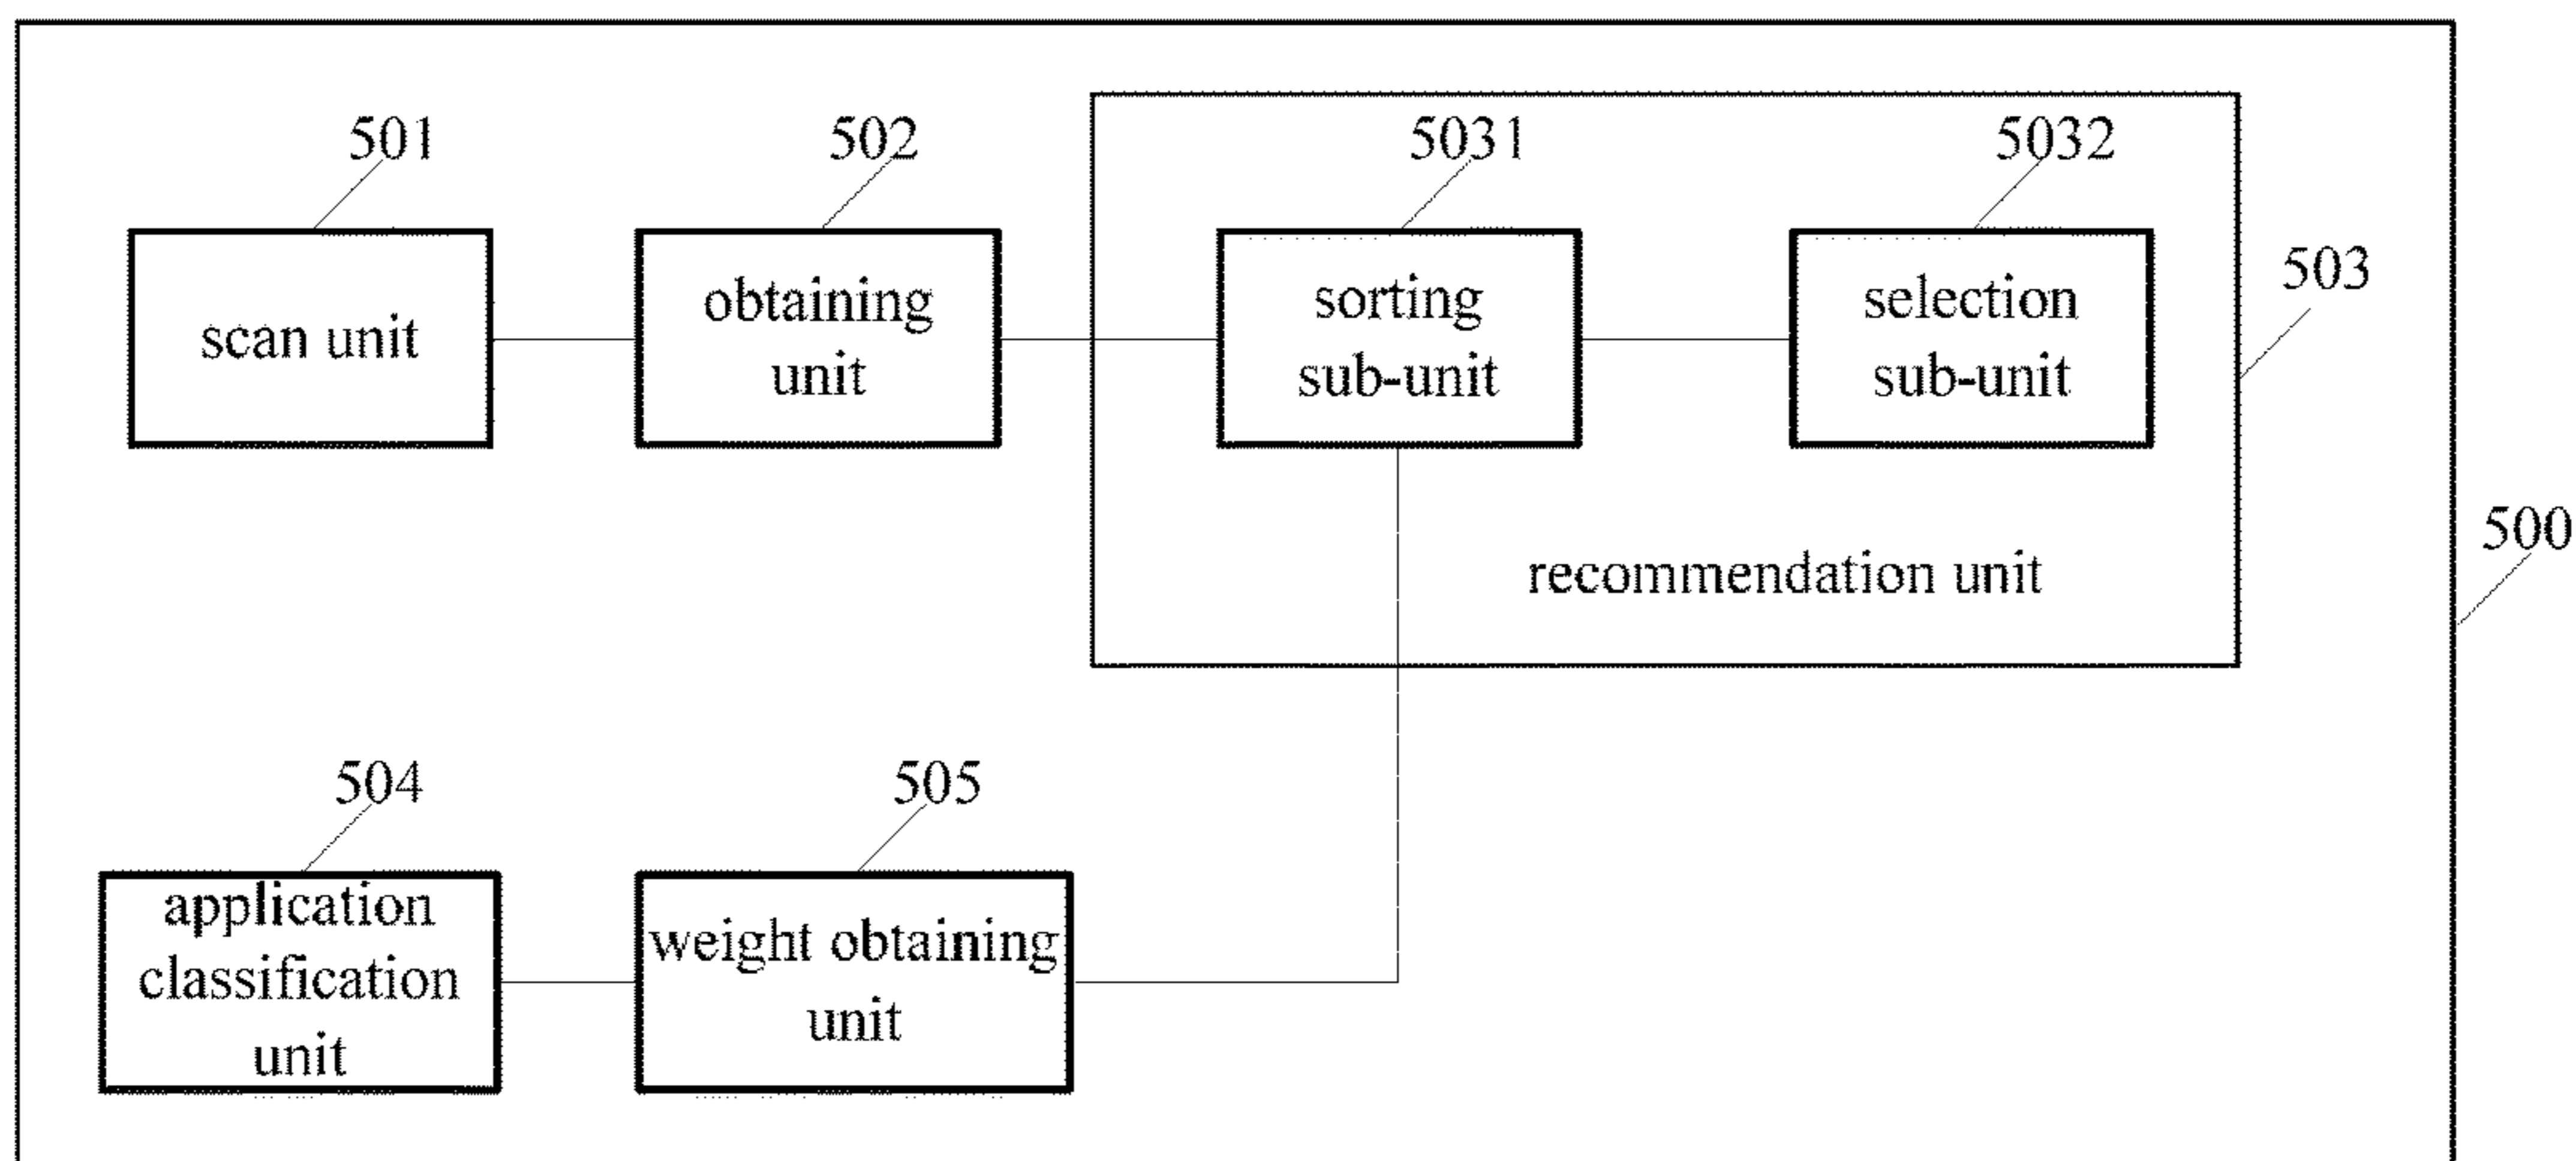 501
502
5031
5032
scan unit
obtaining
unit
sorting
sub-unit
selection
sub-unit
503
recommendation unit
500
504
505
application
classification
unit
weight obtaining
unit